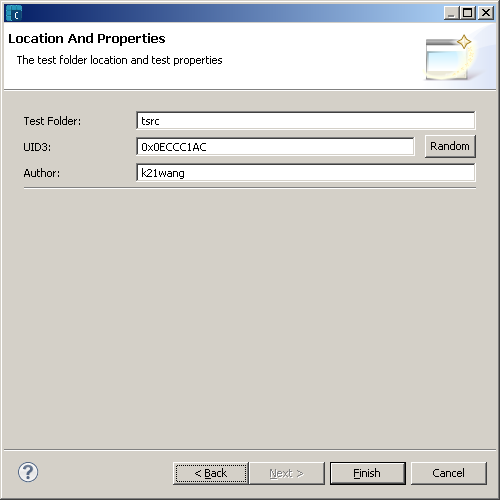 C
Location And Properties
The test folder location and test properties
Test Folder: tsrc
UID3: 0x0ECCC1AC Random
Author: k21wang
? < Back Next > Finish Cancel